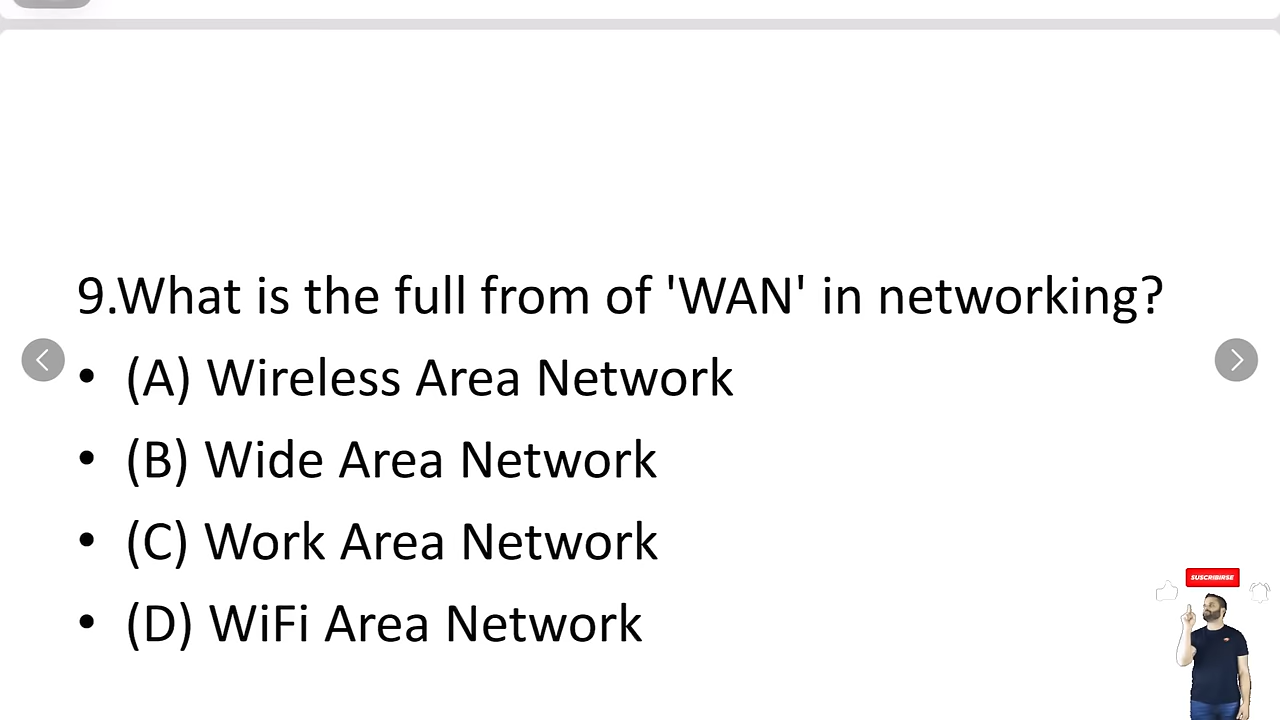 9.What is the full from of 'WAN' in networking?
• (A) Wireless Area Network
• (B) Wide Area Network
• (C) Work Area Network
• (D) WiFi Area Network
SUSCRIBIRSE